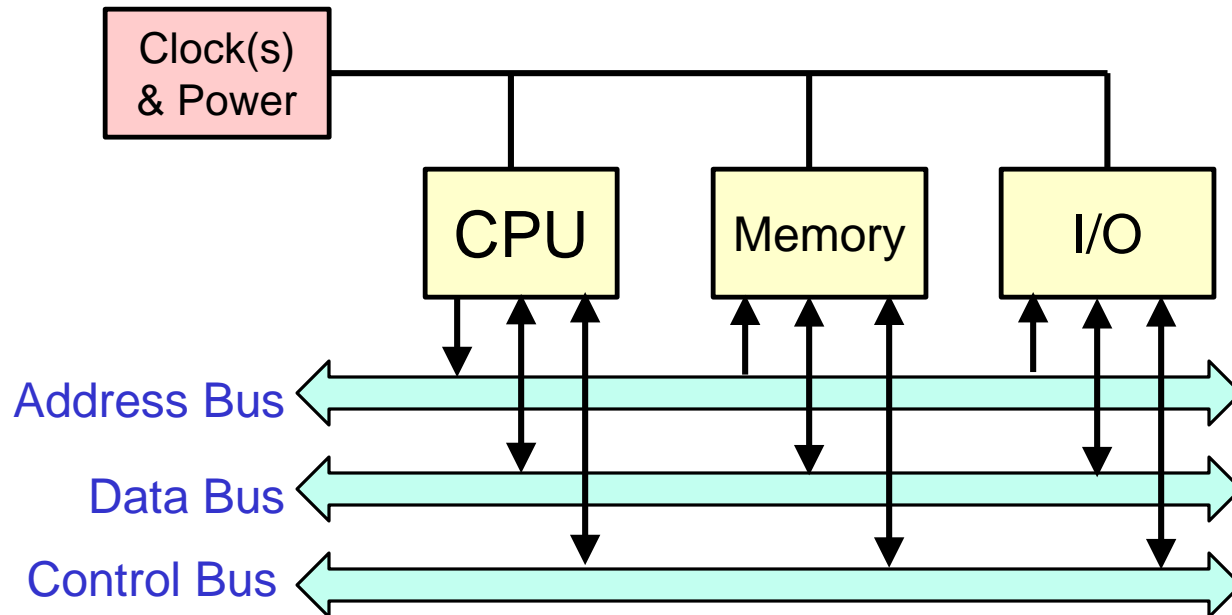 Clock(s)
& Power
CPU
Memory
I/O
Address Bus
Data Bus
Control Bus